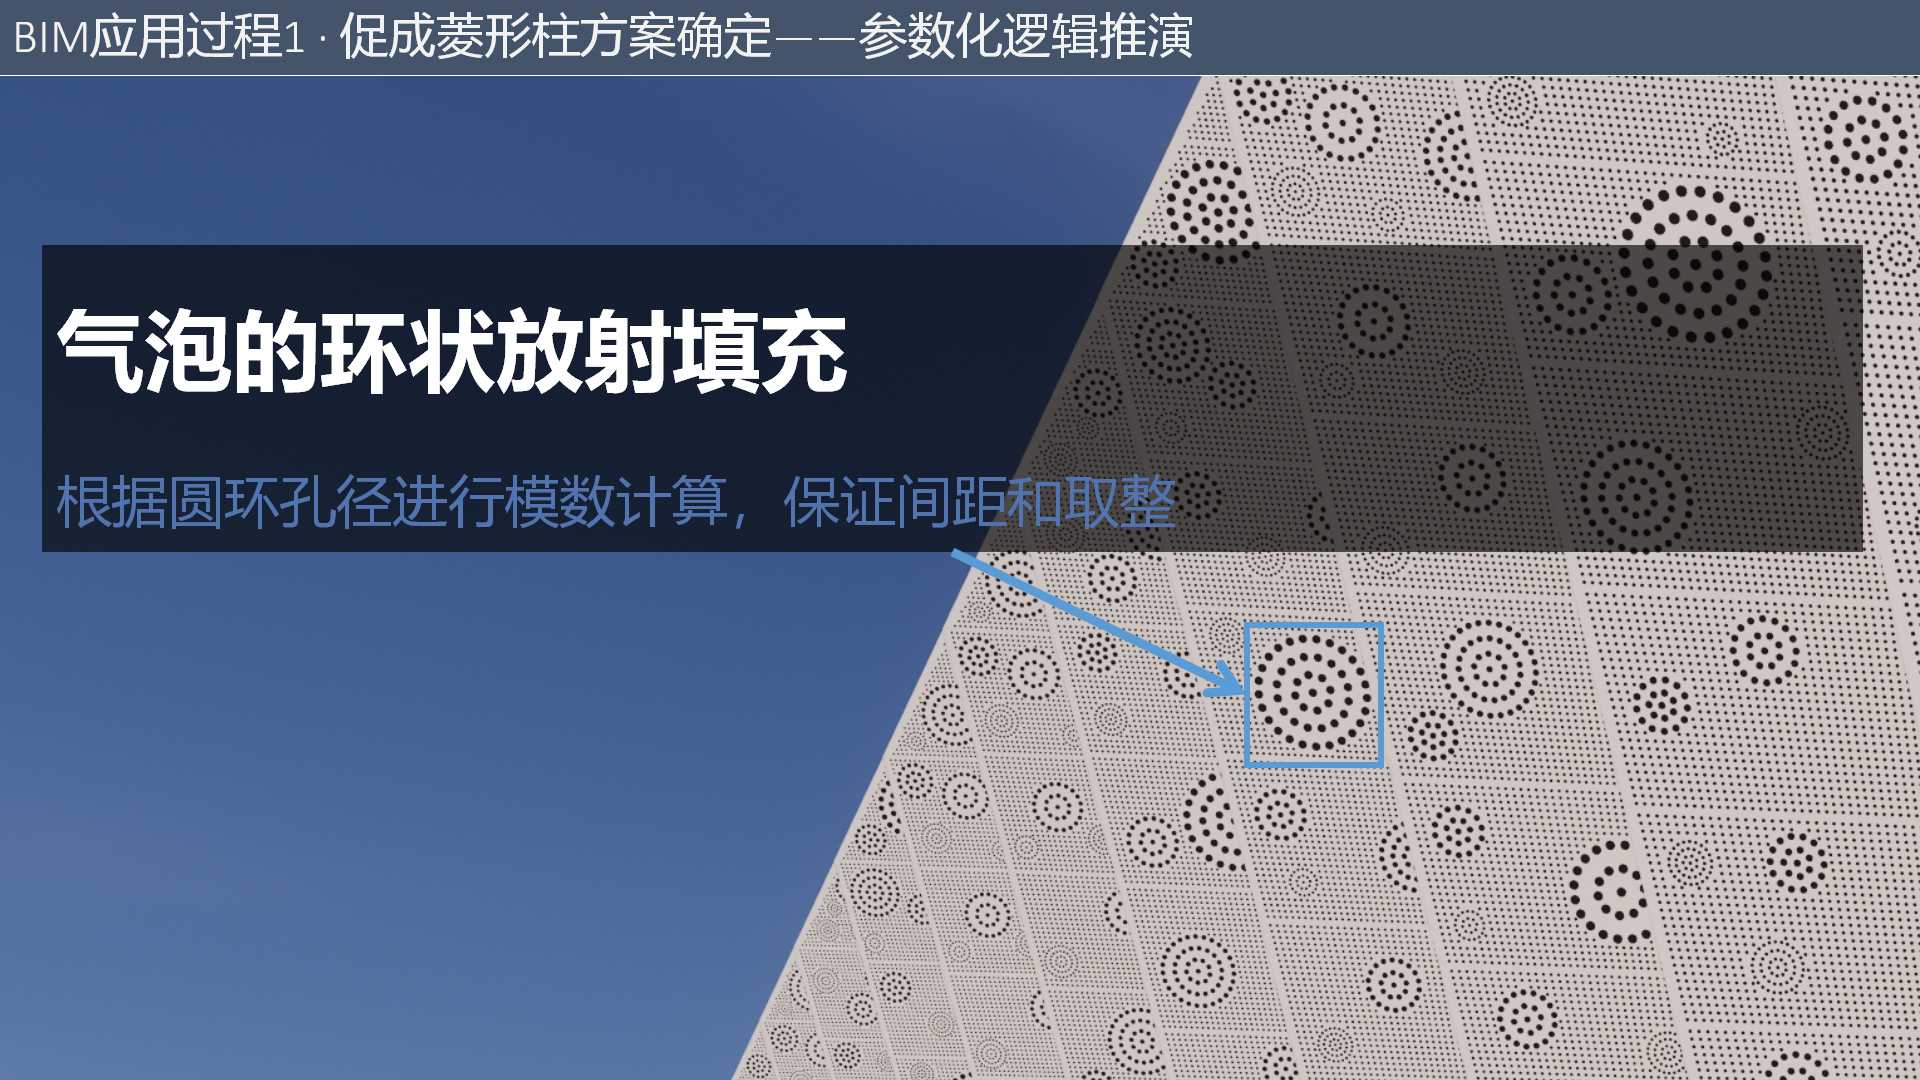 BIM应用过程1 · 促成菱形柱方案确定——参数化逻辑推演
气泡的环状放射填充
根据圆环孔径进行模数计算，保证间距和取整